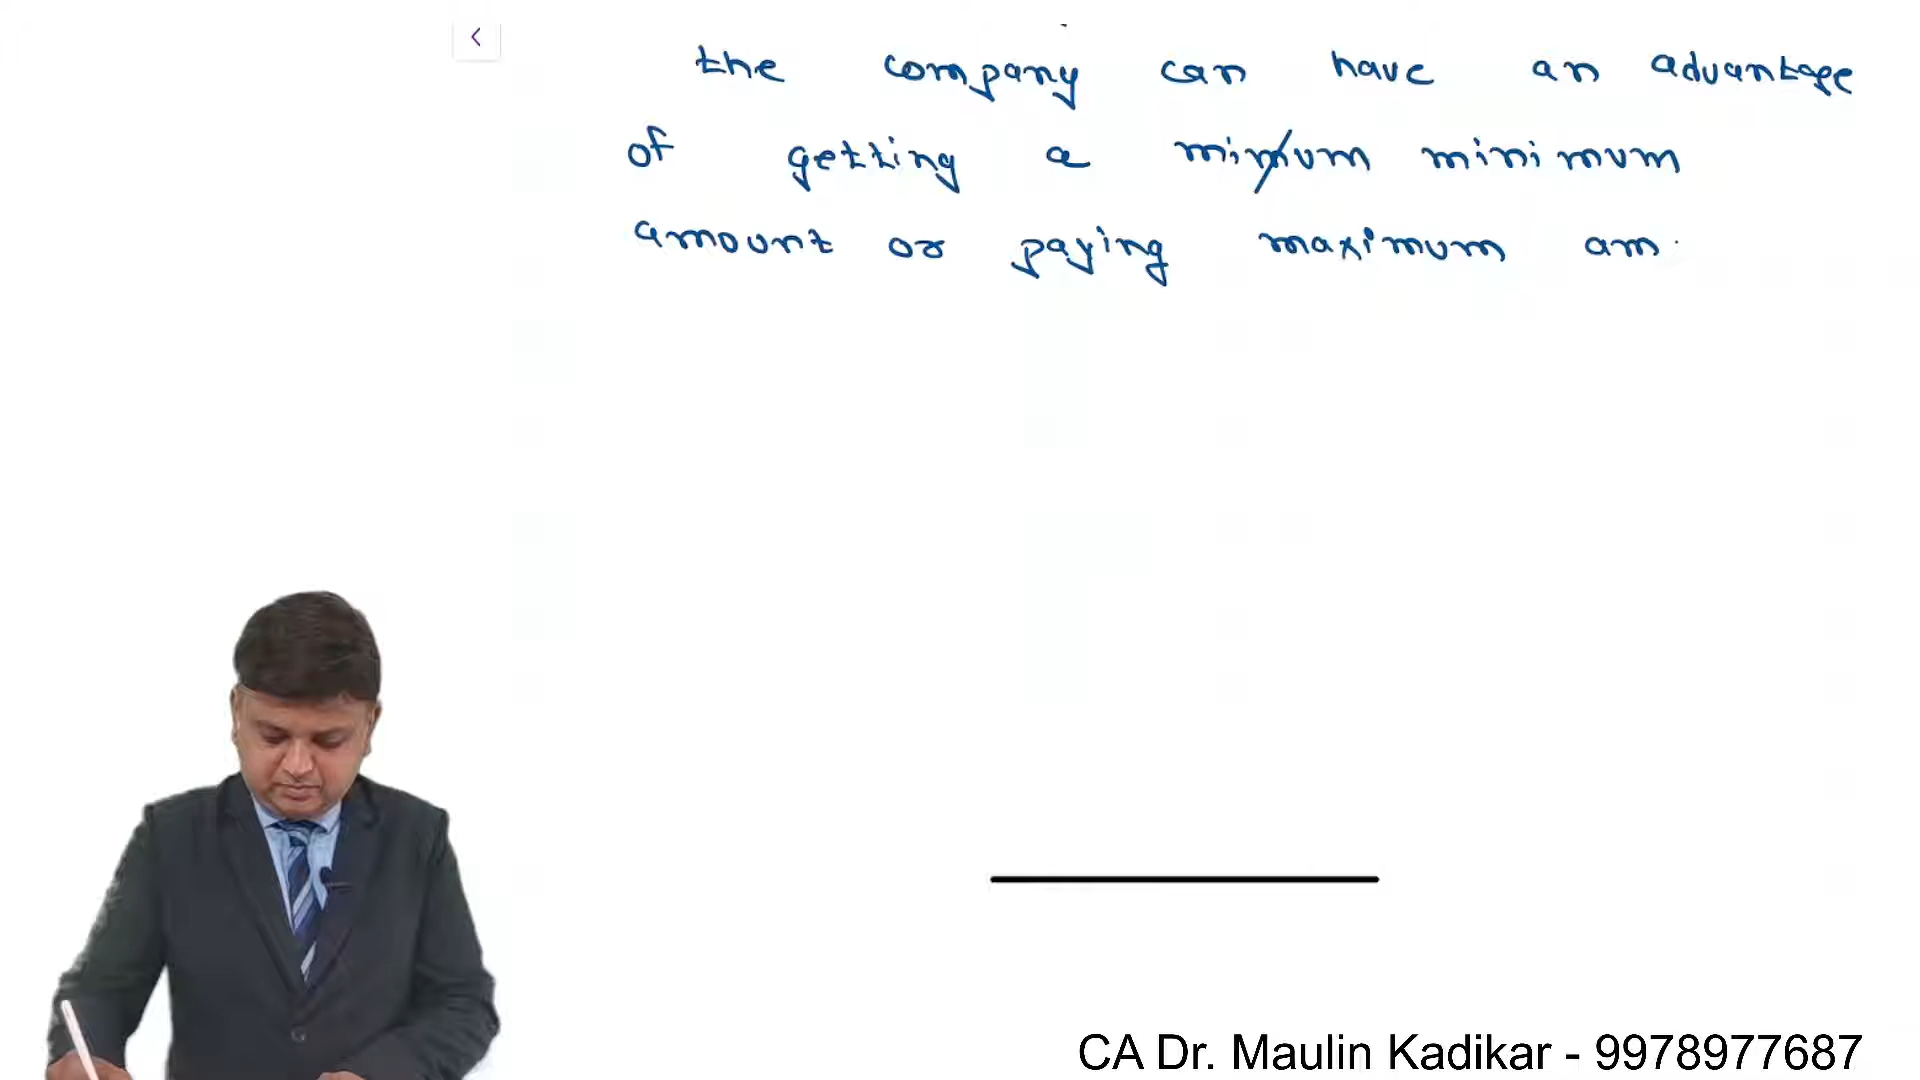 the company can have an advantage
of getting a minimum minimum
amount or paying maximum am
CA Dr. Maulin Kadikar - 9978977687